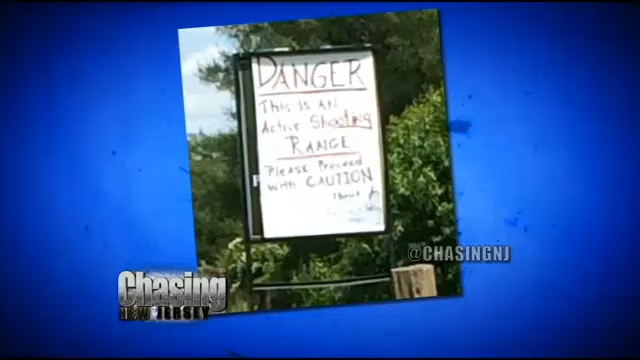 DANGER
This Is AN
Active Shooting
RANGE
Please Proceed
with CAUTION
@CHASINGNJ
Chasing
NEW JERSEY